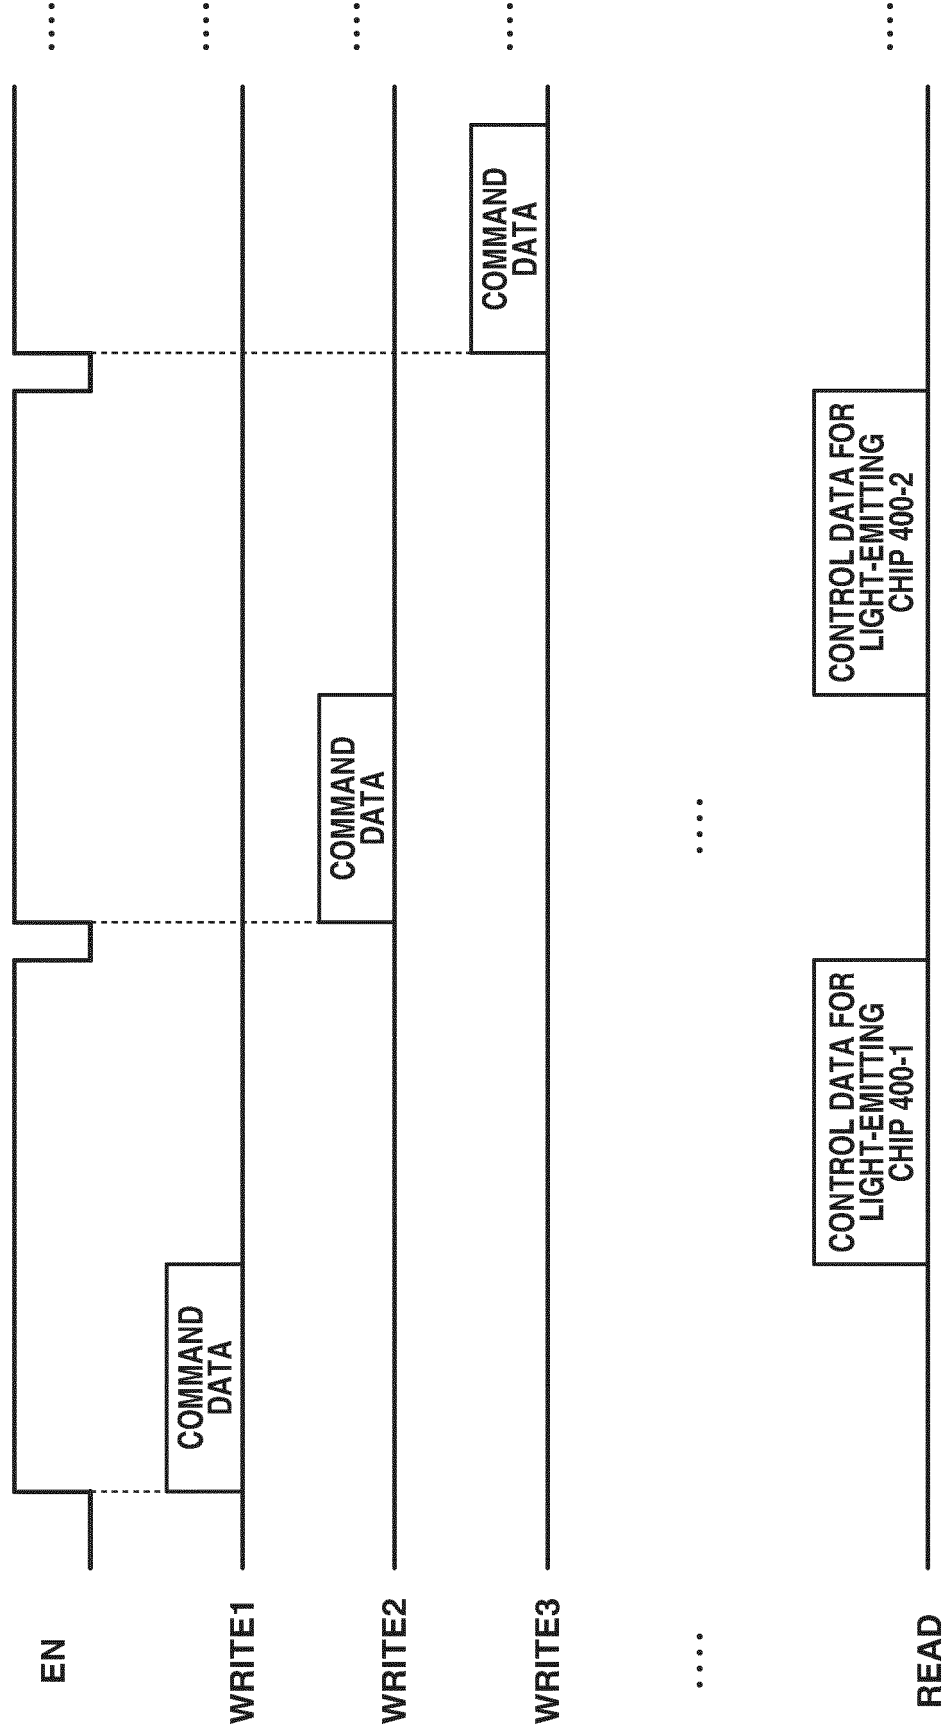 EN
WRITE1
COMMAND
DATA
WRITE2
COMMAND
DATA
WRITE3
COMMAND
DATA
READ
CONTROL DATA FOR
LIGHT-EMITTING
CHIP 400-1
CONTROL DATA FOR
LIGHT-EMITTING
CHIP 400-2